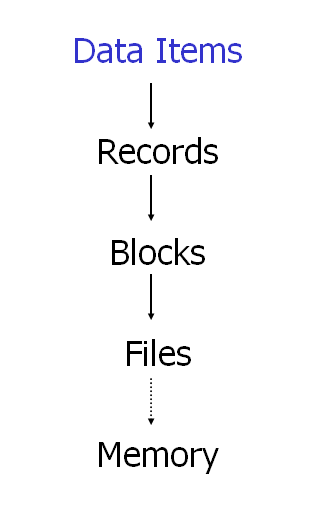 Data Items
Records
Blocks
Files
Memory